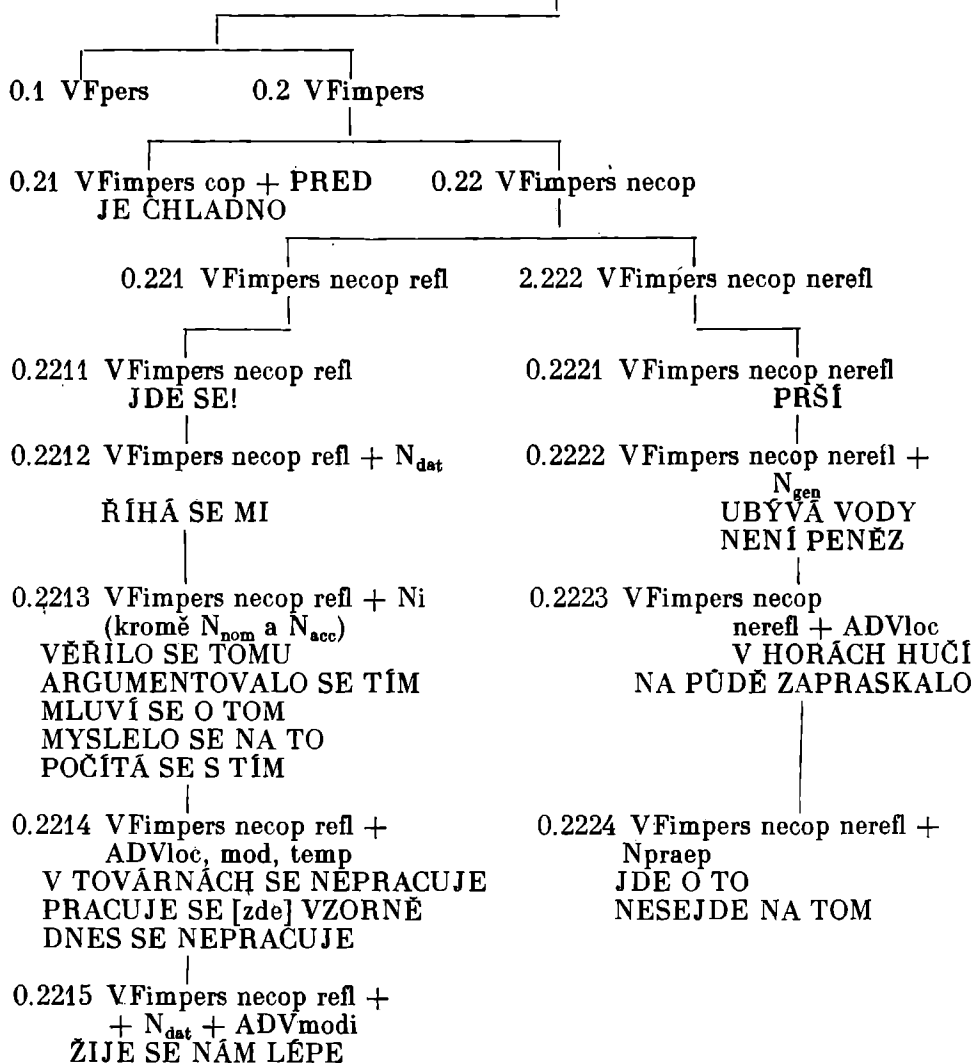 0.1 VFpers 0.2 VFimpers
0.21 VFimpers cop + PRED 0.22 VFimpers necop
JE CHLADNO
0.221 VFimpers necop refl 2.222 VFimpers necop nerefl
0.2211 VFimpers necop refl 0.2221 VFimpers necop nerefl
JDE SE! PRŠÍ
0.2212 VFimpers necop refl + N_dat 0.2222 VFimpers necop nerefl +
N_gen
ŘÍHÁ SE MI UBÝVÁ VODY
NENÍ PENĚZ
0.2213 VFimpers necop refl + Ni 0.2223 VFimpers necop
(kromě N_nom a N_acc) nerefl + ADVloc
VĚŘILO SE TOMU V HORÁCH HUČÍ
ARGUMENTOVALO SE TÍM NA PŮDĚ ZAPRASKALO
MLUVÍ SE O TOM
MYSLELO SE NA TO
POČÍTÁ SE S TÍM
0.2214 VFimpers necop refl + 0.2224 VFimpers necop nerefl +
ADVloc, mod, temp Npraep
V TOVÁRNÁCH SE NEPRACUJE JDE O TO
PRACUJE SE [zde] VZORNĚ NESEJDE NA TOM
DNES SE NEPRACUJE
0.2215 VFimpers necop refl +
+ N_dat + ADVmodi
ŽIJE SE NÁM LÉPE